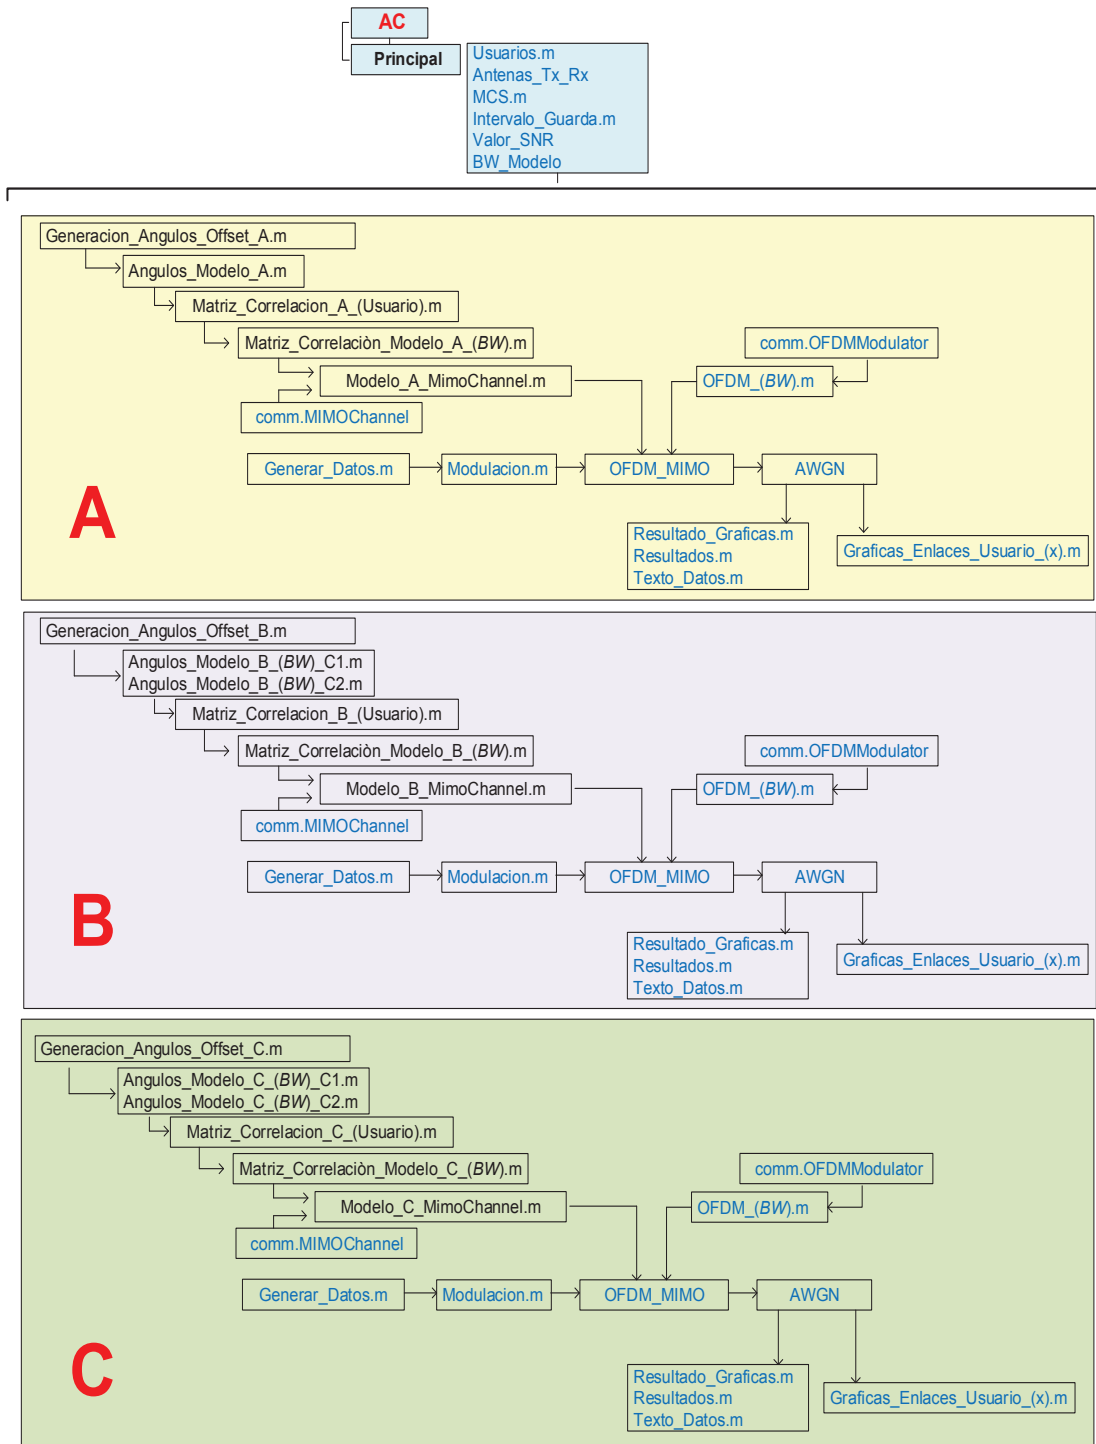 AC
Principal
Usuarios.m
Antenas_Tx_Rx
MCS.m
Intervalo_Guarda.m
Valor_SNR
BW_Modelo
Generacion_Angulos_Offset_A.m
Angulos_Modelo_A.m
Matriz_Correlacion_A_(Usuario).m
Matriz_Correlaciòn_Modelo_A_(BW).m
comm.OFDMModulator
Modelo_A_MimoChannel.m
OFDM_(BW).m
comm.MIMOChannel
Generar_Datos.m
Modulacion.m
OFDM_MIMO
AWGN
A
Resultado_Graficas.m
Resultados.m
Texto_Datos.m
Graficas_Enlaces_Usuario_(x).m
Generacion_Angulos_Offset_B.m
Angulos_Modelo_B_(BW)_C1.m
Angulos_Modelo_B_(BW)_C2.m
Matriz_Correlacion_B_(Usuario).m
Matriz_Correlaciòn_Modelo_B_(BW).m
comm.OFDMModulator
Modelo_B_MimoChannel.m
OFDM_(BW).m
comm.MIMOChannel
Generar_Datos.m
Modulacion.m
OFDM_MIMO
AWGN
B
Resultado_Graficas.m
Resultados.m
Texto_Datos.m
Graficas_Enlaces_Usuario_(x).m
Generacion_Angulos_Offset_C.m
Angulos_Modelo_C_(BW)_C1.m
Angulos_Modelo_C_(BW)_C2.m
Matriz_Correlacion_C_(Usuario).m
Matriz_Correlaciòn_Modelo_C_(BW).m
comm.OFDMModulator
Modelo_C_MimoChannel.m
OFDM_(BW).m
comm.MIMOChannel
Generar_Datos.m
Modulacion.m
OFDM_MIMO
AWGN
C
Resultado_Graficas.m
Resultados.m
Texto_Datos.m
Graficas_Enlaces_Usuario_(x).m